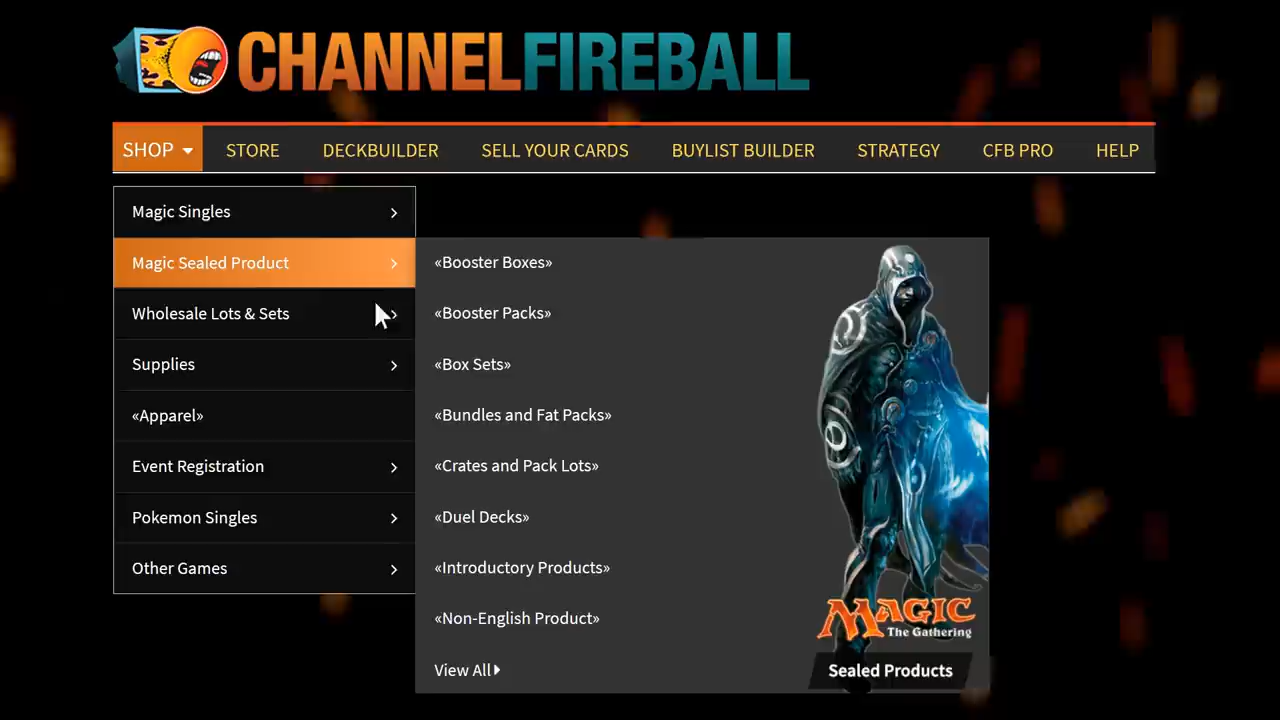 CHANNELFIREBALL
SHOP STORE DECKBUILDER SELL YOUR CARDS BUYLIST BUILDER STRATEGY CFB PRO HELP
Magic Singles
Magic Sealed Product
Wholesale Lots & Sets
Supplies
«Apparel»
Event Registration
Pokemon Singles
Other Games
«Booster Boxes»
«Booster Packs»
«Box Sets»
«Bundles and Fat Packs»
«Crates and Pack Lots»
«Duel Decks»
«Introductory Products»
«Non-English Product»
View All
MAGIC
The Gathering
Sealed Products